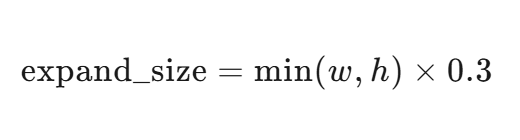 expand_size = min(w, h) × 0.3